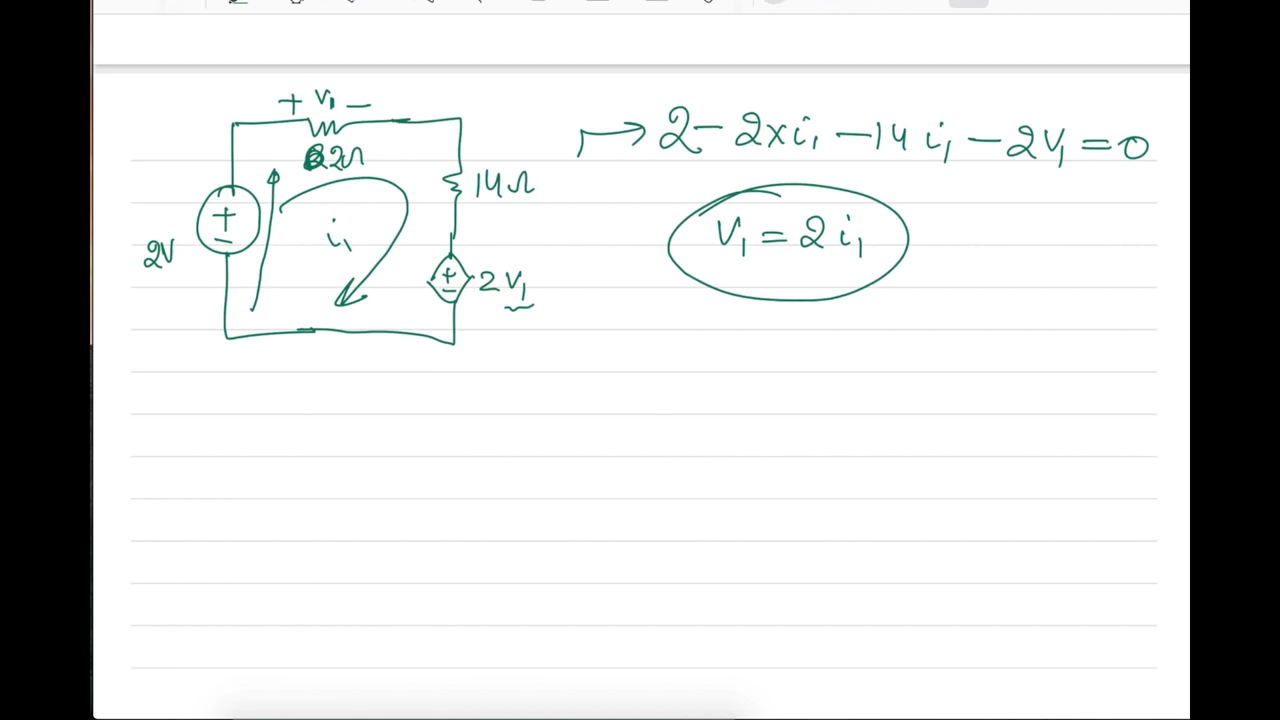 + V₁ −
2Ω
14Ω
+
−
2V
i₁
+
−
2V₁
2 − 2×i₁ − 14 i₁ − 2V₁ = 0
V₁ = 2 i₁